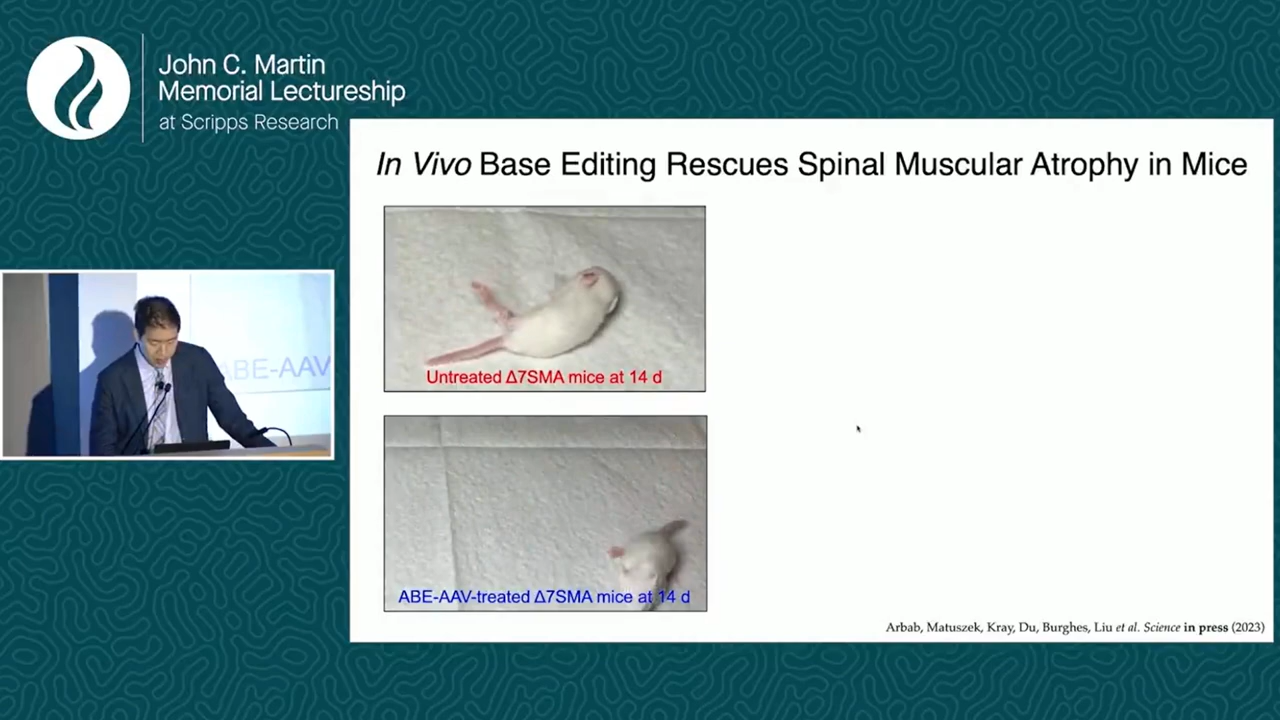 John C. Martin
Memorial Lectureship
at Scripps Research
In Vivo Base Editing Rescues Spinal Muscular Atrophy in Mice
Untreated Δ7SMA mice at 14 d
ABE-AAV
ABE-AAV-treated Δ7SMA mice at 14 d
Arbab, Matuszek, Kray, Du, Burghes, Liu et al. Science in press (2023)